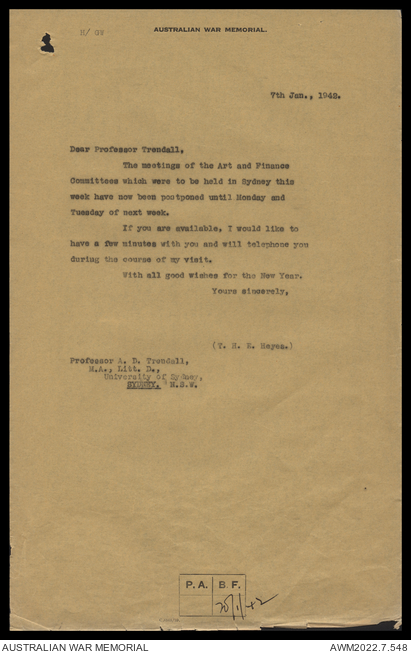 H/ GB
AUSTRALIAN WAR MEMORIAL.
7th Jan., 1942.
Dear Professor Trendall,
The meetings of the Art and Finance
Committees which were to be held in Sydney this
week have now been postponed until Monday and
Tuesday of next week.
If you are available, I would like to
have a few minutes with you and will telephone you
during the course of my visit.
With all good wishes for the New Year.
Yours sincerely,
(T. H. E. Heyes.)
Professor A. D. Trendall,
M.A., Litt. D.,
University of Sydney,
SYDNEY. N.S.W.
P. A. B. F.
20/1/42
AUSTRALIAN WAR MEMORIAL
AWM2022.7.548